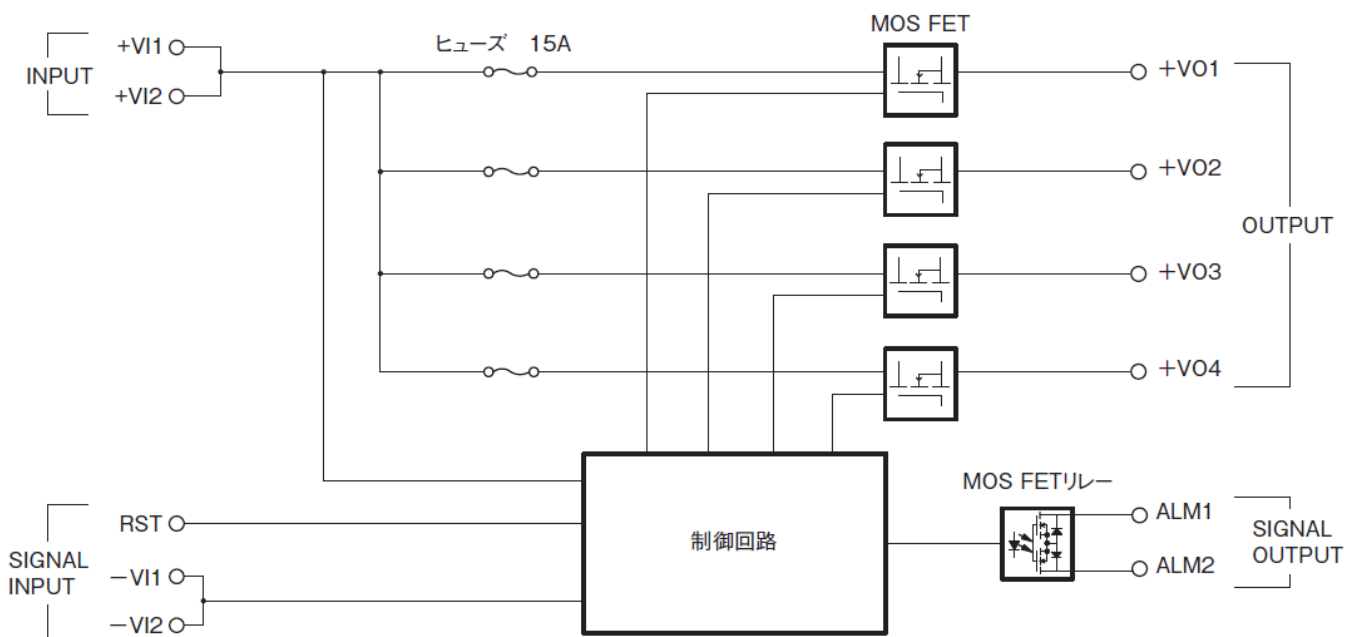 MOS FET
ヒューズ 15A
INPUT
+VI1
+VI2
+VO1
+VO2
+VO3
+VO4
OUTPUT
制御回路
MOS FETリレー
SIGNAL
INPUT
RST
−VI1
−VI2
ALM1
ALM2
SIGNAL
OUTPUT